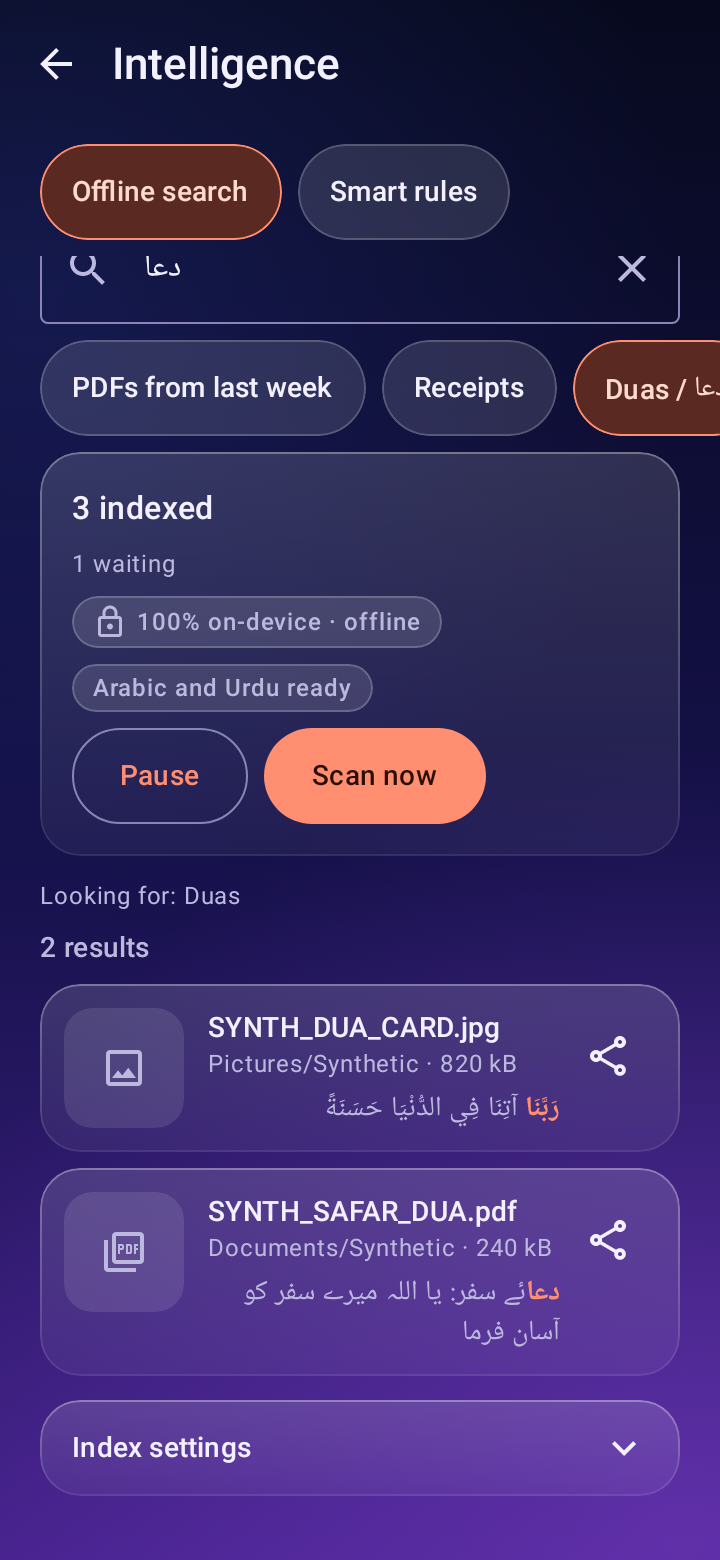 Intelligence
Offline search
Smart rules
دعا
PDFs from last week
Receipts
Duas / دعا
3 indexed
1 waiting
100% on-device · offline
Arabic and Urdu ready
Pause
Scan now
Looking for: Duas
2 results
SYNTH_DUA_CARD.jpg
Pictures/Synthetic · 820 kB
رَبَّنَا آتِنَا فِي الدُّنْيَا حَسَنَةً
SYNTH_SAFAR_DUA.pdf
PDF
Documents/Synthetic · 240 kB
دعائے سفر: یا اللہ میرے سفر کو
آسان فرما
Index settings